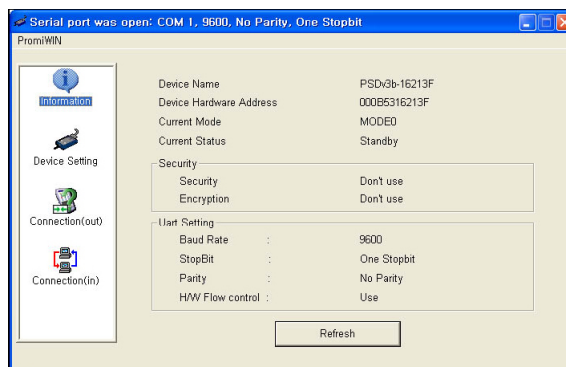 Serial port was open: COM 1, 9600, No Parity, One Stopbit
PromiWIN
Information
Device Setting
Connection(out)
Connection(in)
Device Name PSDv3b-16213F
Device Hardware Address 000B5316213F
Current Mode MODE0
Current Status Standby
Security
Security Don't use
Encryption Don't use
Uart Setting
Baud Rate : 9600
StopBit : One Stopbit
Parity : No Parity
H/W Flow control : Use
Refresh